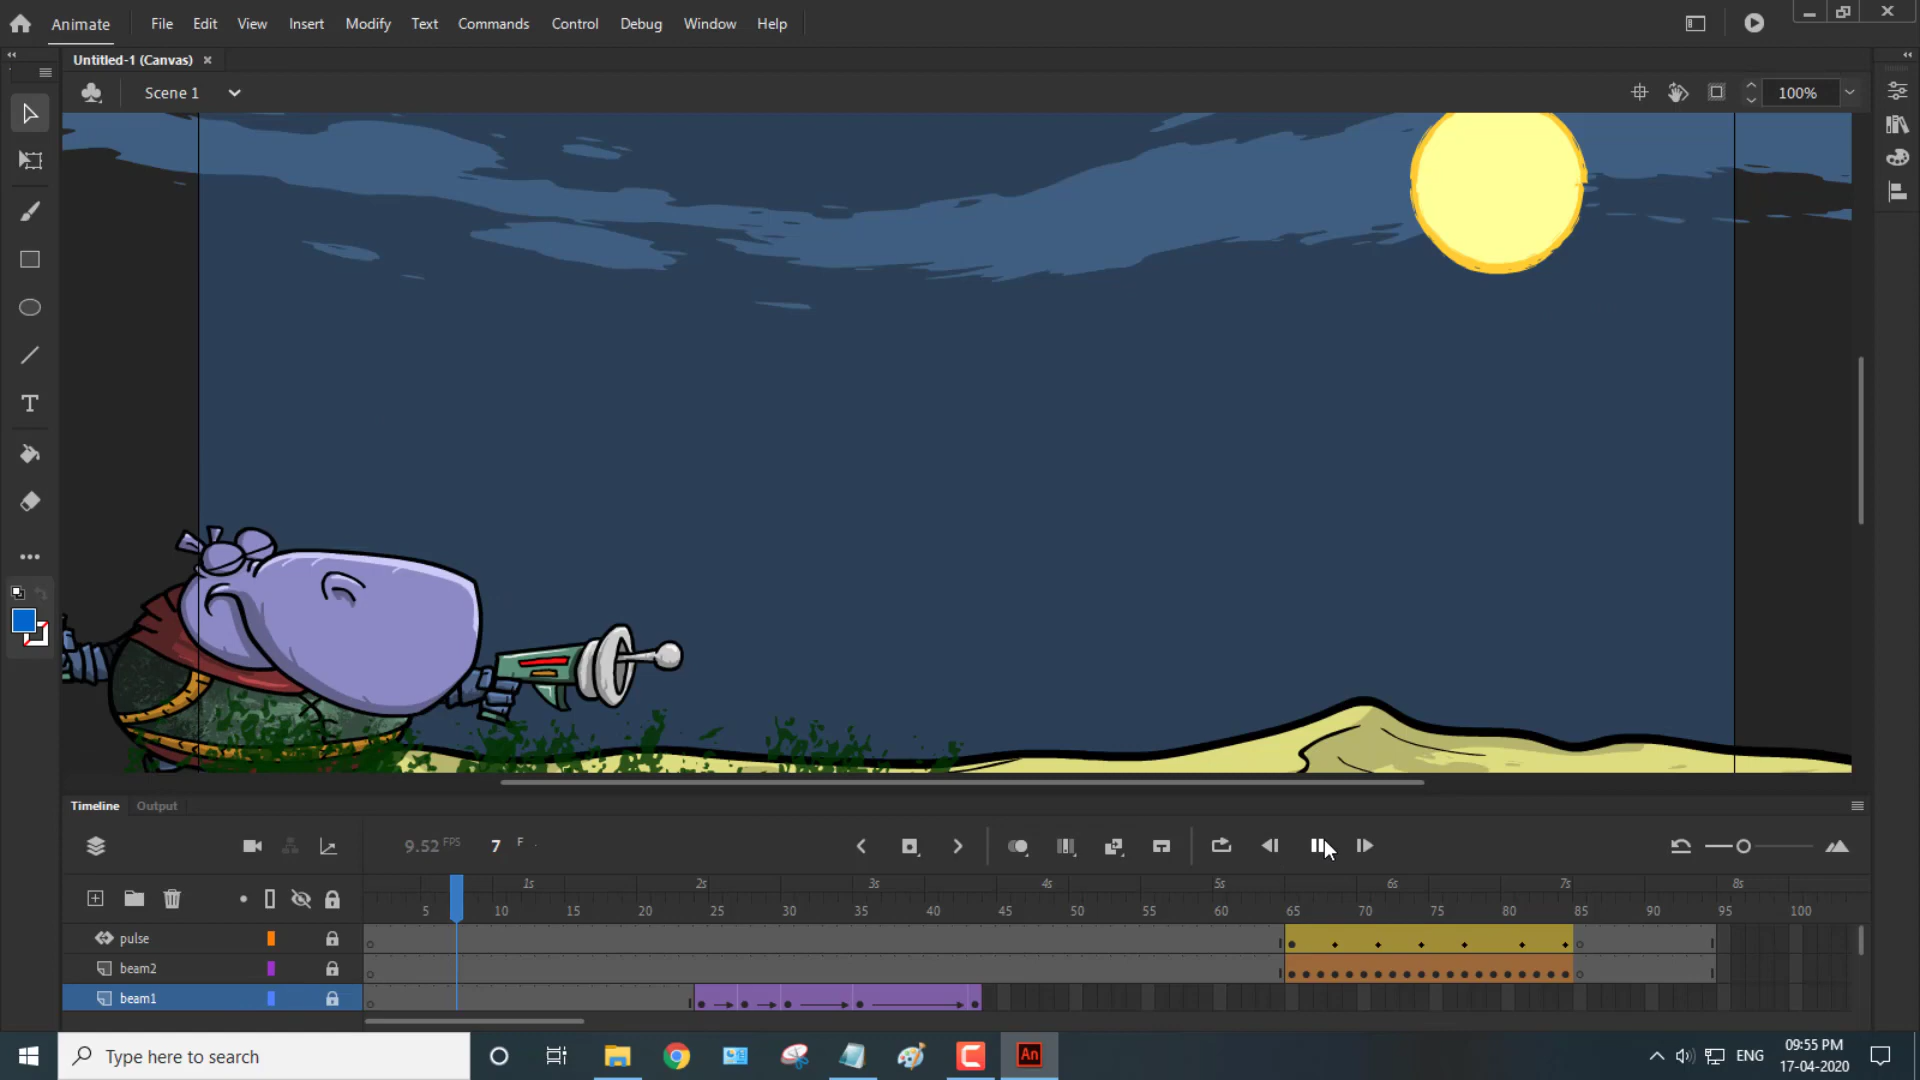 Animate File Edit View Insert Modify Text Commands Control Debug Window Help
Untitled-1 (Canvas) ×
Scene 1 100%
T
Timeline Output
9.52 FPS 7 F
1s 2s 3s 4s 5s 6s 7s 8s
5 10 15 20 25 30 35 40 45 50 55 60 65 70 75 80 85 90 95 100
pulse
beam2
beam1
Type here to search An ENG 09:55 PM
17-04-2020